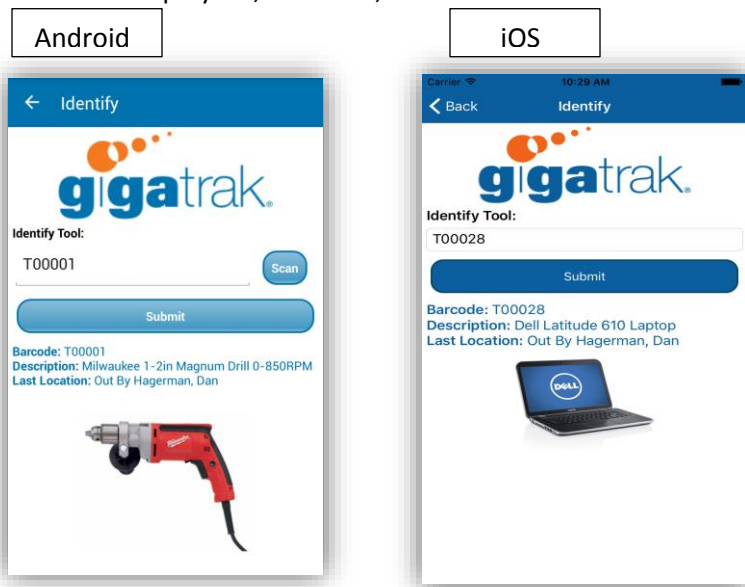 Android
iOS
Identify
gigatrak.
Identify Tool:
T00001
Scan
Submit
Barcode: T00001
Description: Milwaukee 1-2in Magnum Drill 0-850RPM
Last Location: Out By Hagerman, Dan
Milwaukee
Carrier 10:29 AM
Back Identify
gigatrak.
Identify Tool:
T00028
Submit
Barcode: T00028
Description: Dell Latitude 610 Laptop
Last Location: Out By Hagerman, Dan
DELL